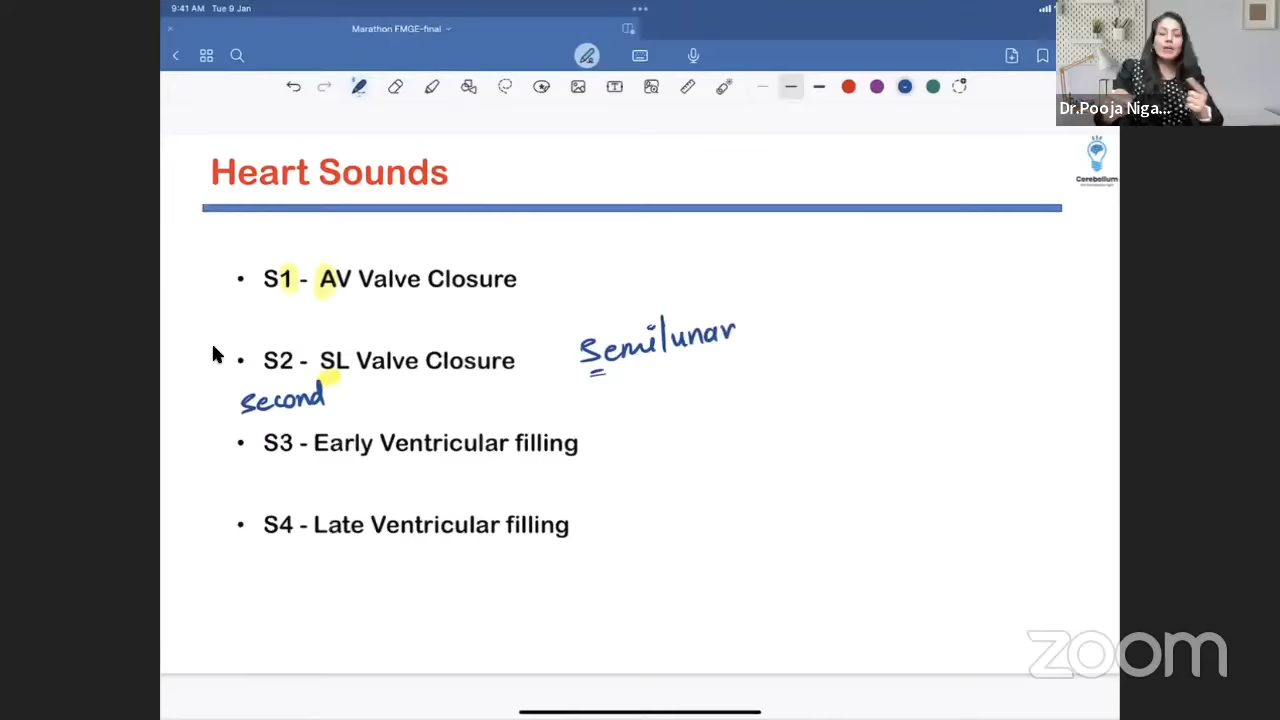 9:41 AM Tue 9 Jan
Marathon FMGE-final
Dr.Pooja Niga...
Heart Sounds
Cerebellum
• S1 - AV Valve Closure
• S2 - SL Valve Closure
Semilunar
second
• S3 - Early Ventricular filling
• S4 - Late Ventricular filling
zoom